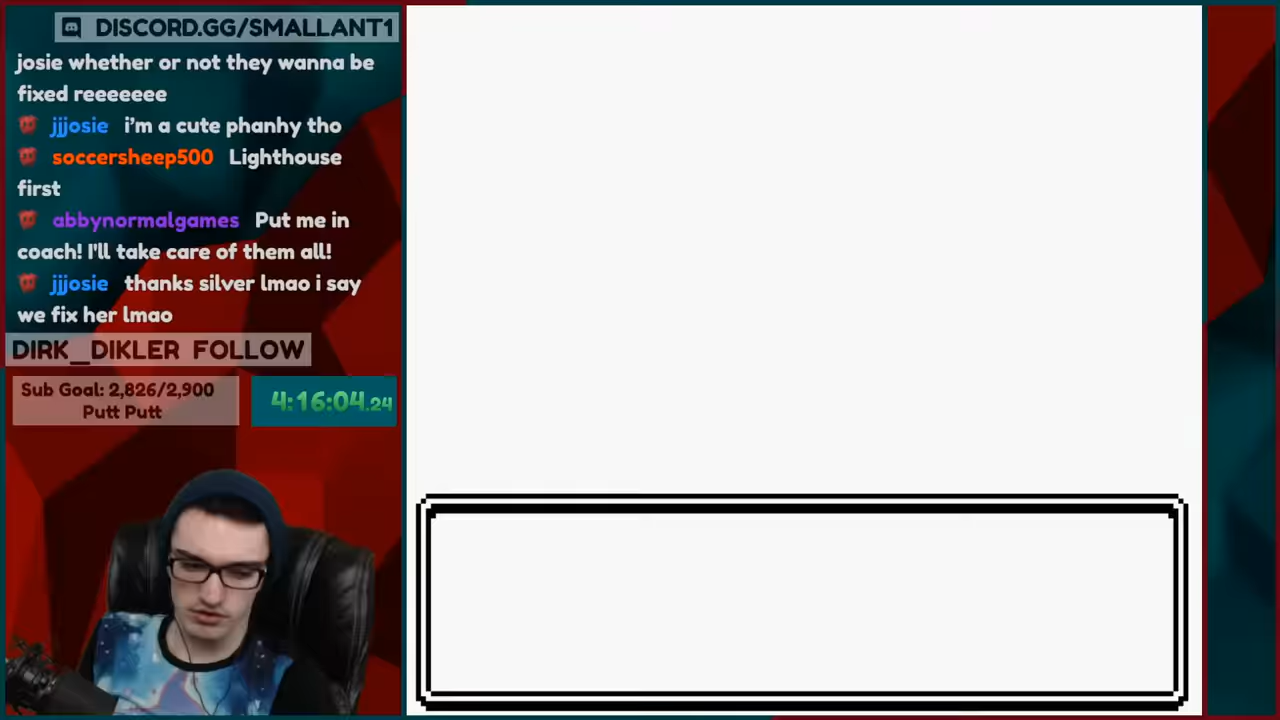 DISCORD.GG/SMALLANT1
josie whether or not they wanna be
fixed reeeeeee
jjjosie i'm a cute phanhy tho
soccersheep500 Lighthouse
first
abbynormalgames Put me in
coach! I'll take care of them all!
jjjosie thanks silver lmao i say
we fix her lmao
DIRK_DIKLER FOLLOW
Sub Goal: 2,826/2,900
Putt Putt
4:16:04.24